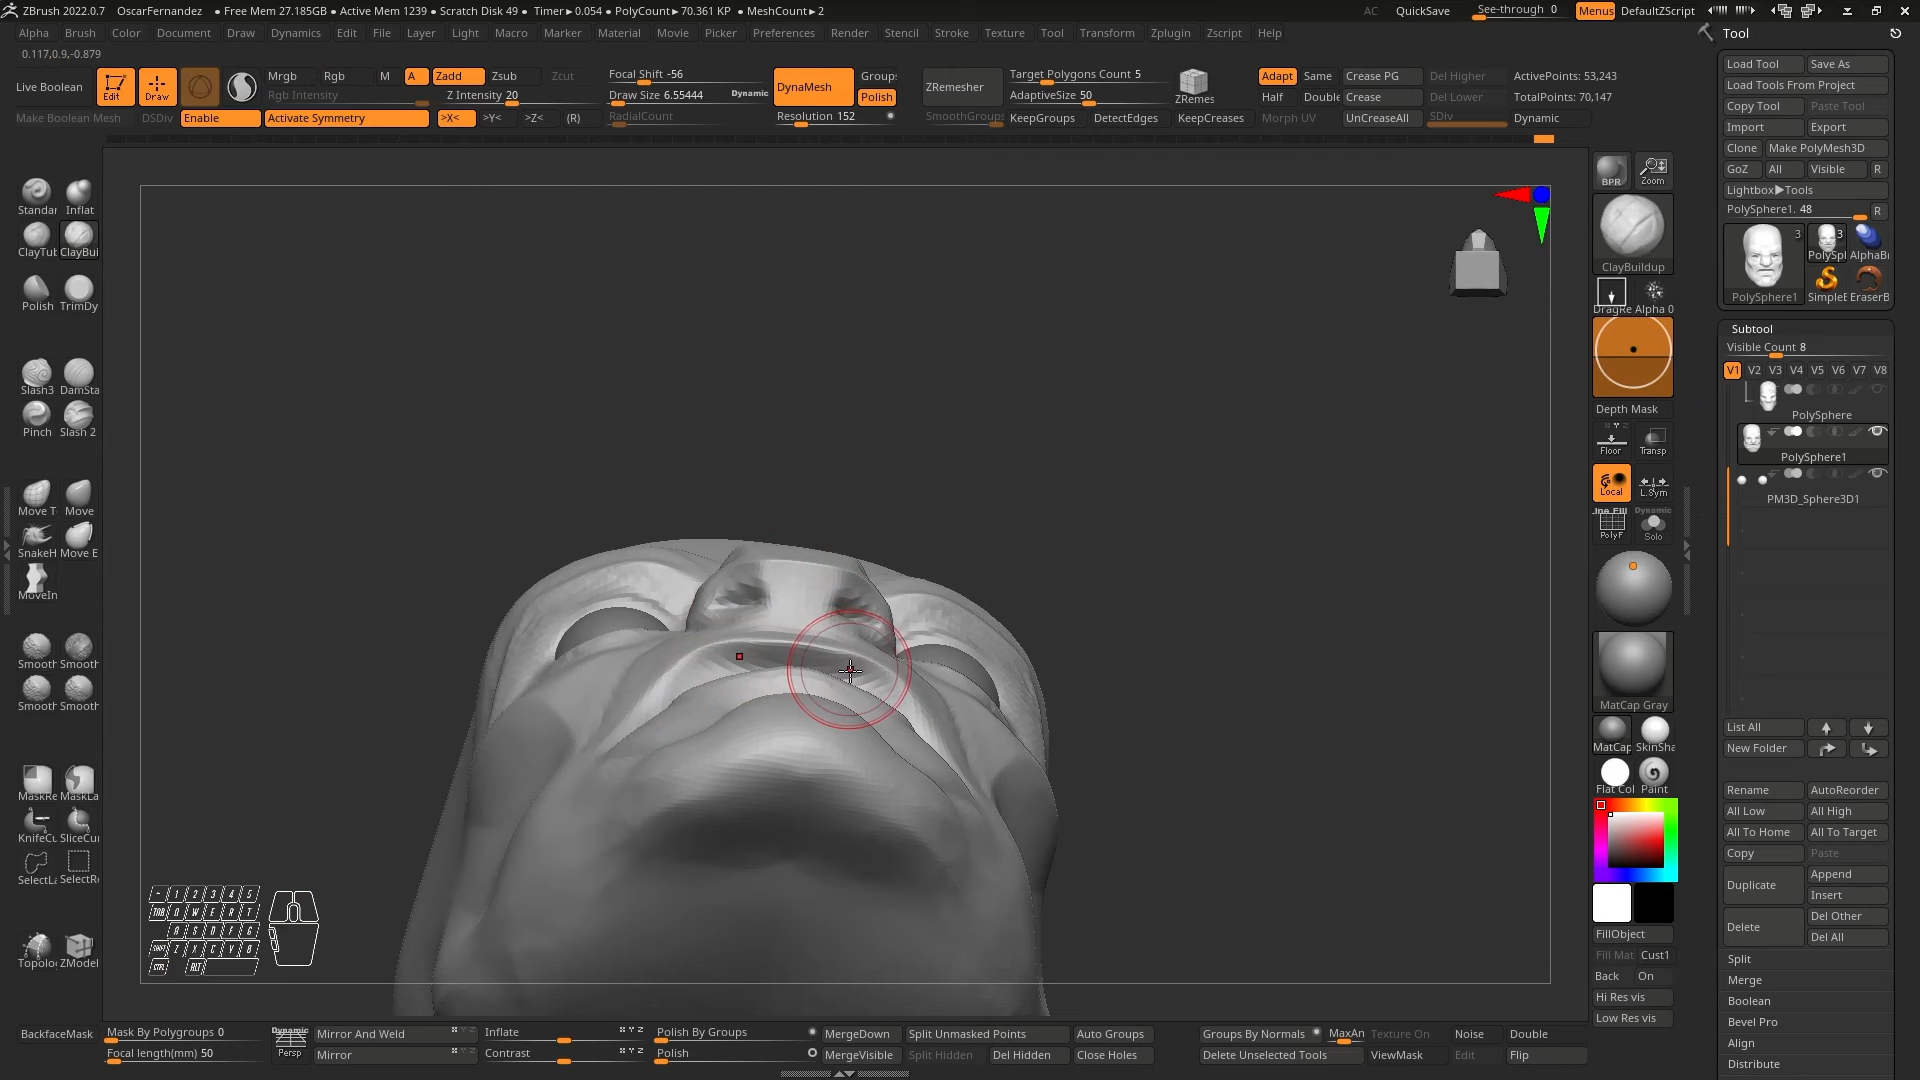 ZBrush 2022.0.7 OscarFernandez • Free Mem 27.185GB • Active Mem 1239 • Scratch Disk 49 • Timer▸0.054 • PolyCount▸70.361 KP • MeshCount▸2 AC QuickSave See-through 0 Menus DefaultZScript
Alpha Brush Color Document Draw Dynamics Edit File Layer Light Macro Marker Material Movie Picker Preferences Render Stencil Stroke Texture Tool Transform Zplugin Zscript Help Tool
0.117,0.9,-0.879
Load Tool Save As
Live Boolean Edit Draw Mrgb Rgb M A Zadd Zsub Zcut Focal Shift -56 DynaMesh Group: ZRemesher Target Polygons Count 5 ZRemes Adapt Same Crease PG Del Higher ActivePoints: 53,243
Load Tools From Project
Rgb Intensity Z Intensity 20 Draw Size 6.55444 Dynamic Polish AdaptiveSize 50 Half Double Crease Del Lower TotalPoints: 70,147
Copy Tool Paste Tool
Make Boolean Mesh DSDiv Enable Activate Symmetry >X< >Y< >Z< (R) RadialCount Resolution 152 SmoothGroups KeepGroups DetectEdges KeepCreases Morph UV UnCreaseAll SDiv Dynamic
Import Export
Clone Make PolyMesh3D
GoZ All Visible R
Lightbox▶Tools
PolySphere1. 48 R
BPR Zoom
Standar Inflat
ClayTub ClayBui
ClayBuildup
3 3
PolySpl AlphaB
PolySphere1 SimpleE EraserB
Polish TrimDy
DragRe Alpha 0
Subtool
Visible Count 8
V1 V2 V3 V4 V5 V6 V7 V8
Slash3 DamSta
Depth Mask
PolySphere
Pinch Slash 2
Floor Transp
PolySphere1
Local L.Sym
PM3D_Sphere3D1
Move T Move
Line Fill Dynamic
PolyF Solo
SnakeH Move E
MoveIn
Smooth Smooth
Smooth Smooth
MatCap Gray
List All
MatCap SkinSha
New Folder
Flat Col Paint
Rename AutoReorder
MaskRe MaskLa
All Low All High
KnifeCu SliceCur
All To Home All To Target
Copy Paste
SelectLa SelectRe
Duplicate Append
Insert
TAB 1 2 3 4 5
Q W E R T
A S D F G
SHIFT Z X C V B
CTRL ALT
Delete Del Other
Del All
FillObject
Topolo ZModel
Fill Mat Cust1
Split
Back On
Merge
Hi Res vis
Boolean
Low Res vis
Bevel Pro
Align
Distribute
BackfaceMask Mask By Polygroups 0 Dynamic Persp Mirror And Weld Inflate Polish By Groups MergeDown Split Unmasked Points Auto Groups Groups By Normals MaxAn Texture On Noise Double
Focal length(mm) 50 Mirror Contrast Polish MergeVisible Split Hidden Del Hidden Close Holes Delete Unselected Tools ViewMask Edit Flip